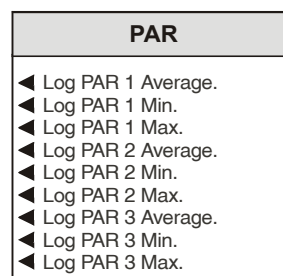 PAR
◀ Log PAR 1 Average.
◀ Log PAR 1 Min.
◀ Log PAR 1 Max.
◀ Log PAR 2 Average.
◀ Log PAR 2 Min.
◀ Log PAR 2 Max.
◀ Log PAR 3 Average.
◀ Log PAR 3 Min.
◀ Log PAR 3 Max.